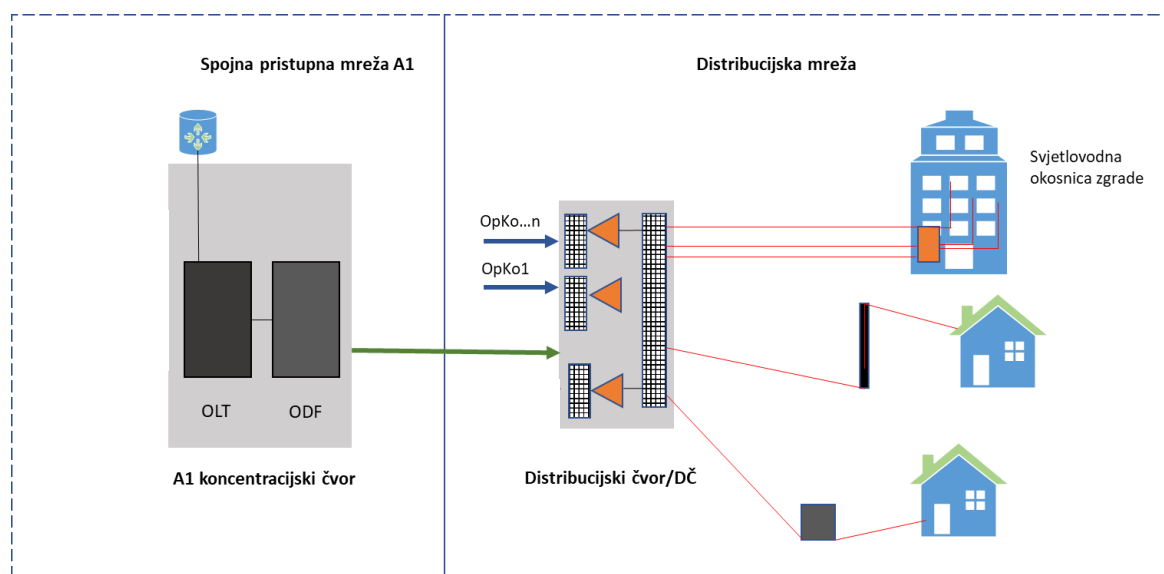 Spojna pristupna mreža A1
Distribucijska mreža
Svjetlovodna
okosnica zgrade
OpKo...n
OpKo1
OLT
ODF
A1 koncentracijski čvor
Distribucijski čvor/DČ